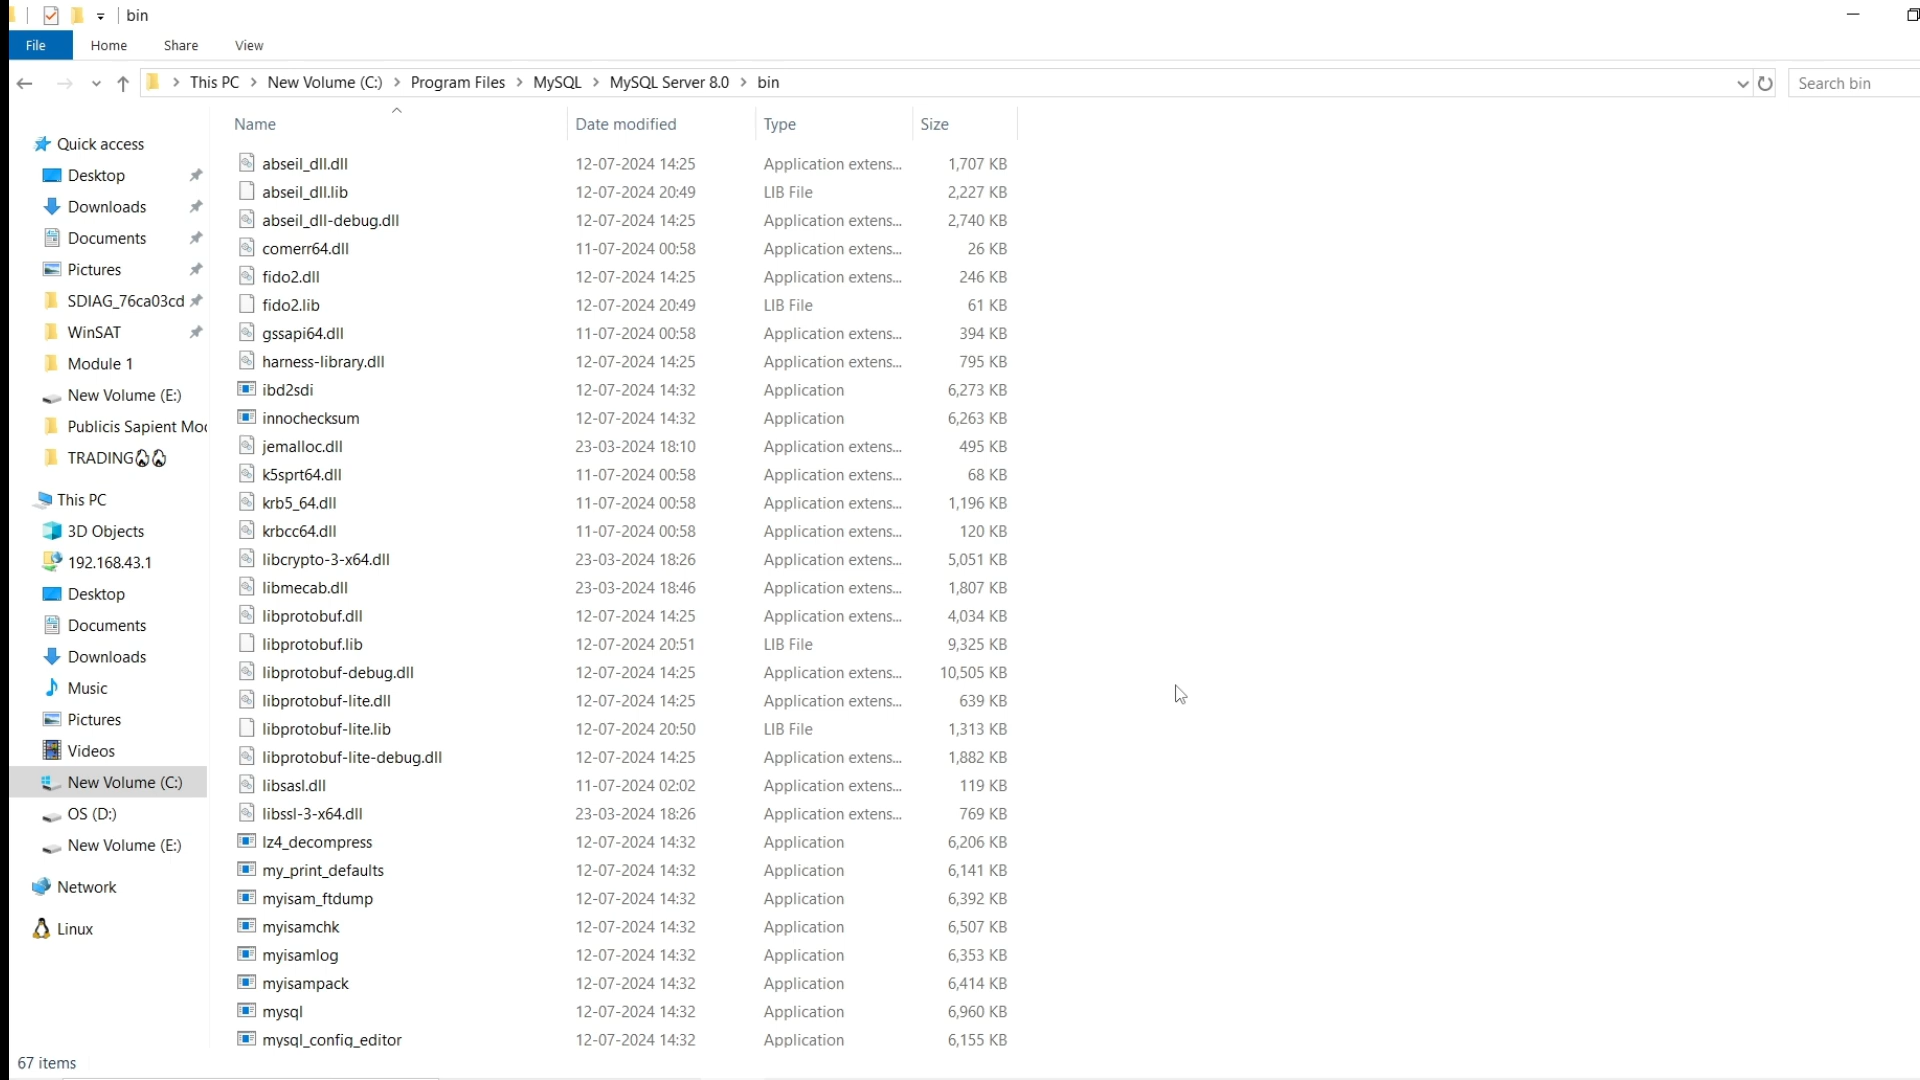 bin
File Home Share View
This PC > New Volume (C:) > Program Files > MySQL > MySQL Server 8.0 > bin
Search bin
Name Date modified Type Size
Quick access
Desktop
Downloads
Documents
Pictures
SDIAG_76ca03cd
WinSAT
Module 1
New Volume (E:)
Publicis Sapient Mo
TRADING
This PC
3D Objects
192.168.43.1
Desktop
Documents
Downloads
Music
Pictures
Videos
New Volume (C:)
OS (D:)
New Volume (E:)
Network
Linux
abseil_dll.dll 12-07-2024 14:25 Application extens... 1,707 KB
abseil_dll.lib 12-07-2024 20:49 LIB File 2,227 KB
abseil_dll-debug.dll 12-07-2024 14:25 Application extens... 2,740 KB
comerr64.dll 11-07-2024 00:58 Application extens... 26 KB
fido2.dll 12-07-2024 14:25 Application extens... 246 KB
fido2.lib 12-07-2024 20:49 LIB File 61 KB
gssapi64.dll 11-07-2024 00:58 Application extens... 394 KB
harness-library.dll 12-07-2024 14:25 Application extens... 795 KB
ibd2sdi 12-07-2024 14:32 Application 6,273 KB
innochecksum 12-07-2024 14:32 Application 6,263 KB
jemalloc.dll 23-03-2024 18:10 Application extens... 495 KB
k5sprt64.dll 11-07-2024 00:58 Application extens... 68 KB
krb5_64.dll 11-07-2024 00:58 Application extens... 1,196 KB
krbcc64.dll 11-07-2024 00:58 Application extens... 120 KB
libcrypto-3-x64.dll 23-03-2024 18:26 Application extens... 5,051 KB
libmecab.dll 23-03-2024 18:46 Application extens... 1,807 KB
libprotobuf.dll 12-07-2024 14:25 Application extens... 4,034 KB
libprotobuf.lib 12-07-2024 20:51 LIB File 9,325 KB
libprotobuf-debug.dll 12-07-2024 14:25 Application extens... 10,505 KB
libprotobuf-lite.dll 12-07-2024 14:25 Application extens... 639 KB
libprotobuf-lite.lib 12-07-2024 20:50 LIB File 1,313 KB
libprotobuf-lite-debug.dll 12-07-2024 14:25 Application extens... 1,882 KB
libsasl.dll 11-07-2024 02:02 Application extens... 119 KB
libssl-3-x64.dll 23-03-2024 18:26 Application extens... 769 KB
lz4_decompress 12-07-2024 14:32 Application 6,206 KB
my_print_defaults 12-07-2024 14:32 Application 6,141 KB
myisam_ftdump 12-07-2024 14:32 Application 6,392 KB
myisamchk 12-07-2024 14:32 Application 6,507 KB
myisamlog 12-07-2024 14:32 Application 6,353 KB
myisampack 12-07-2024 14:32 Application 6,414 KB
mysql 12-07-2024 14:32 Application 6,960 KB
mysql_config_editor 12-07-2024 14:32 Application 6,155 KB
67 items